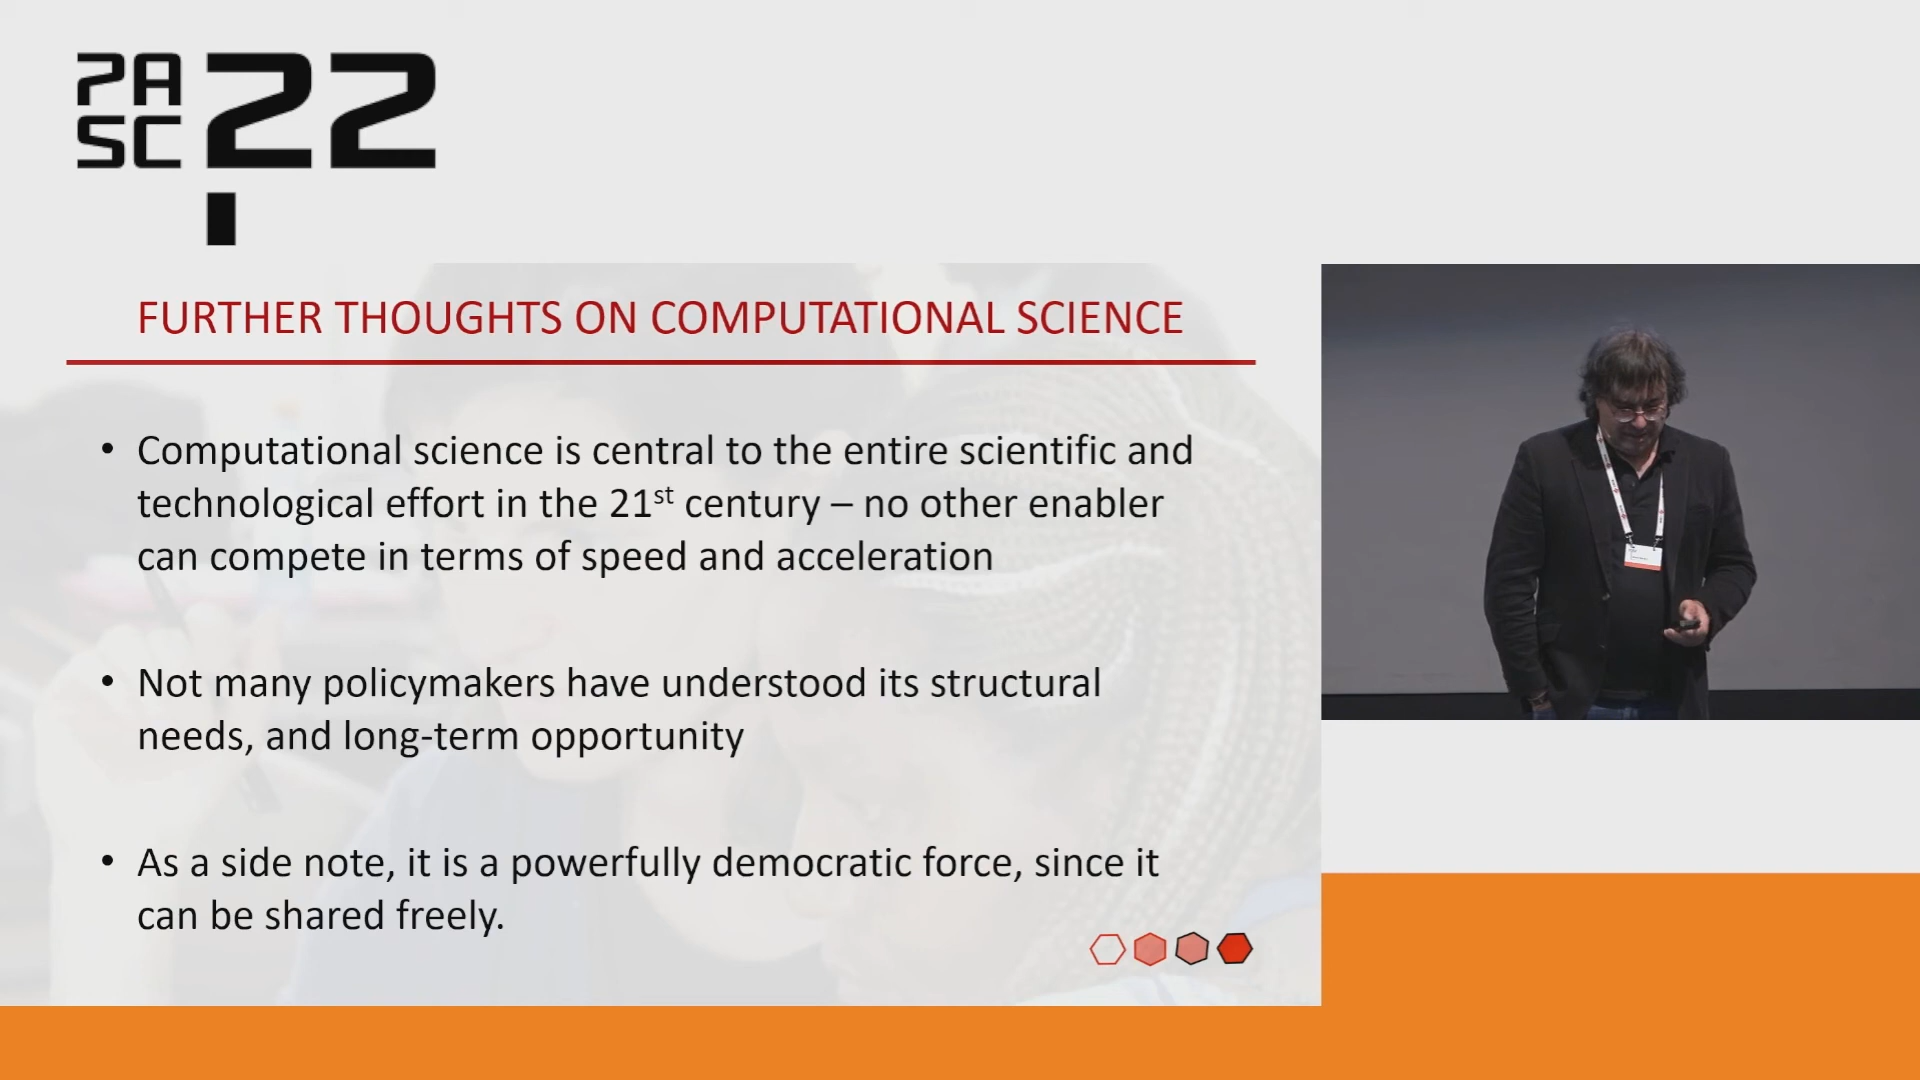 PA
SC 22
FURTHER THOUGHTS ON COMPUTATIONAL SCIENCE
• Computational science is central to the entire scientific and
technological effort in the 21st century – no other enabler
can compete in terms of speed and acceleration
• Not many policymakers have understood its structural
needs, and long-term opportunity
• As a side note, it is a powerfully democratic force, since it
can be shared freely.